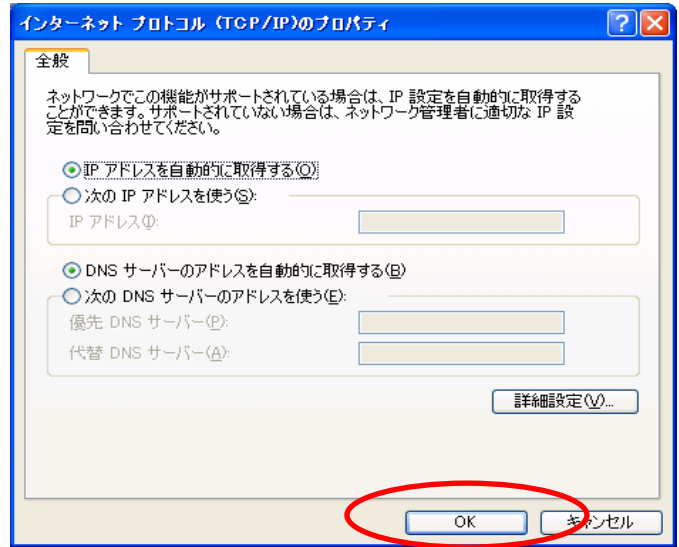 インターネット プロトコル (TCP/IP)のプロパティ
全般
ネットワークでこの機能がサポートされている場合は、IP 設定を自動的に取得する
ことができます。サポートされていない場合は、ネットワーク管理者に適切な IP 設
定を問い合わせてください。
IP アドレスを自動的に取得する(O)
次の IP アドレスを使う(S):
IP アドレス(I):
DNS サーバーのアドレスを自動的に取得する(B)
次の DNS サーバーのアドレスを使う(E):
優先 DNS サーバー(P):
代替 DNS サーバー(A):
詳細設定(V)...
OK
キャンセル